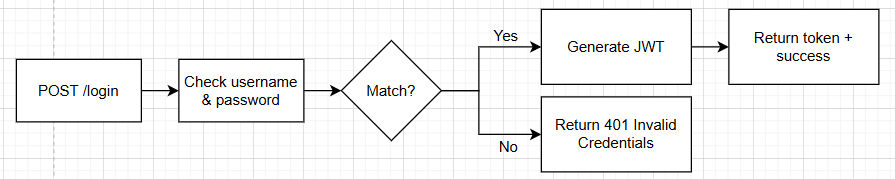 POST /login
Check username
& password
Match?
Yes
Generate JWT
Return token +
success
No
Return 401 Invalid
Credentials